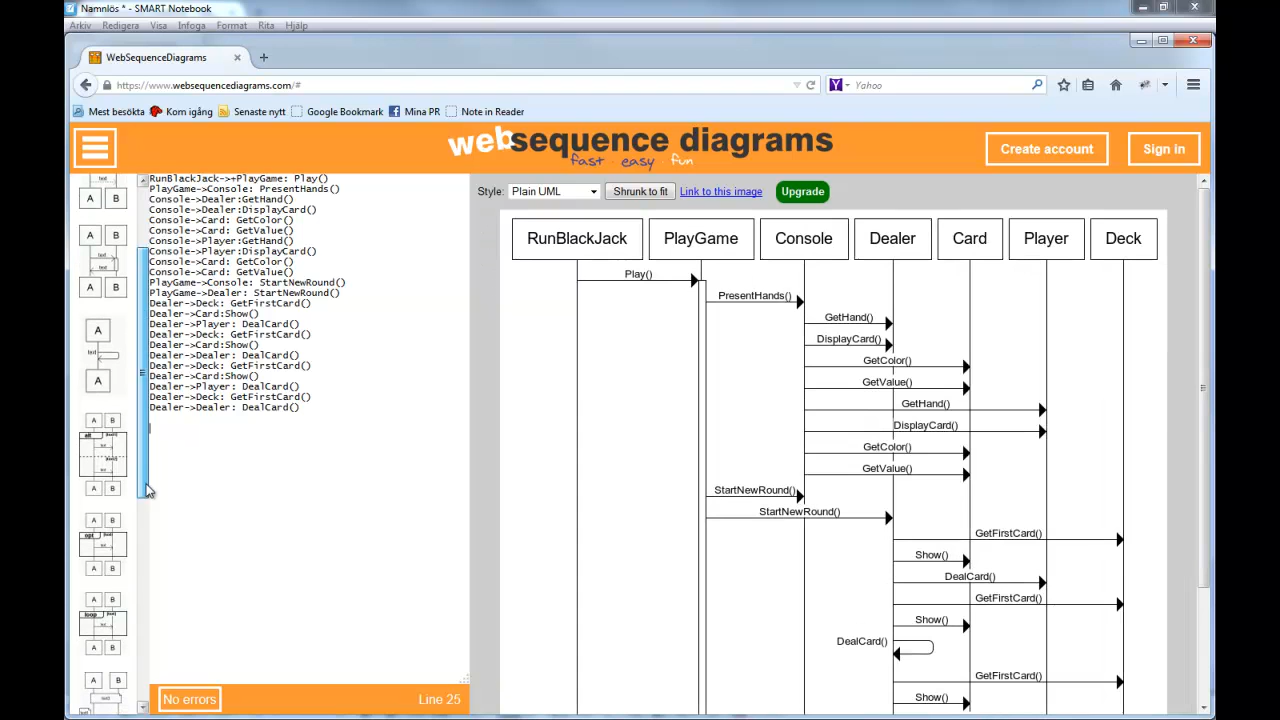 Namnlös * - SMART Notebook
Arkiv Redigera Visa Infoga Format Rita Hjälp
WebSequenceDiagrams
https://www.websequencediagrams.com/#
Yahoo
Mest besökta Kom igång Senaste nytt Google Bookmark Mina PR Note in Reader
websequence diagrams
fast · easy · fun
Create account
Sign in
RunBlackJack->+PlayGame: Play()
PlayGame->Console: PresentHands()
Console->Dealer:GetHand()
Console->Dealer:DisplayCard()
Console->Card: GetColor()
Console->Card: GetValue()
Console->Player:GetHand()
Console->Player:DisplayCard()
Console->Card: GetColor()
Console->Card: GetValue()
PlayGame->Console: StartNewRound()
PlayGame->Dealer: StartNewRound()
Dealer->Deck: GetFirstCard()
Dealer->Card:Show()
Dealer->Player: DealCard()
Dealer->Deck: GetFirstCard()
Dealer->Card:Show()
Dealer->Dealer: DealCard()
Dealer->Deck: GetFirstCard()
Dealer->Card:Show()
Dealer->Player: DealCard()
Dealer->Deck: GetFirstCard()
Dealer->Dealer: DealCard()
A B
A B
text
text
A B
A
text
A
A B
alt
A B
A B
opt
A B
A B
loop
A B
A B
No errors
Line 25
Style: Plain UML Shrunk to fit Link to this image Upgrade
RunBlackJack PlayGame Console Dealer Card Player Deck
Play()
PresentHands()
GetHand()
DisplayCard()
GetColor()
GetValue()
GetHand()
DisplayCard()
GetColor()
GetValue()
StartNewRound()
StartNewRound()
GetFirstCard()
Show()
DealCard()
GetFirstCard()
Show()
DealCard()
GetFirstCard()
Show()